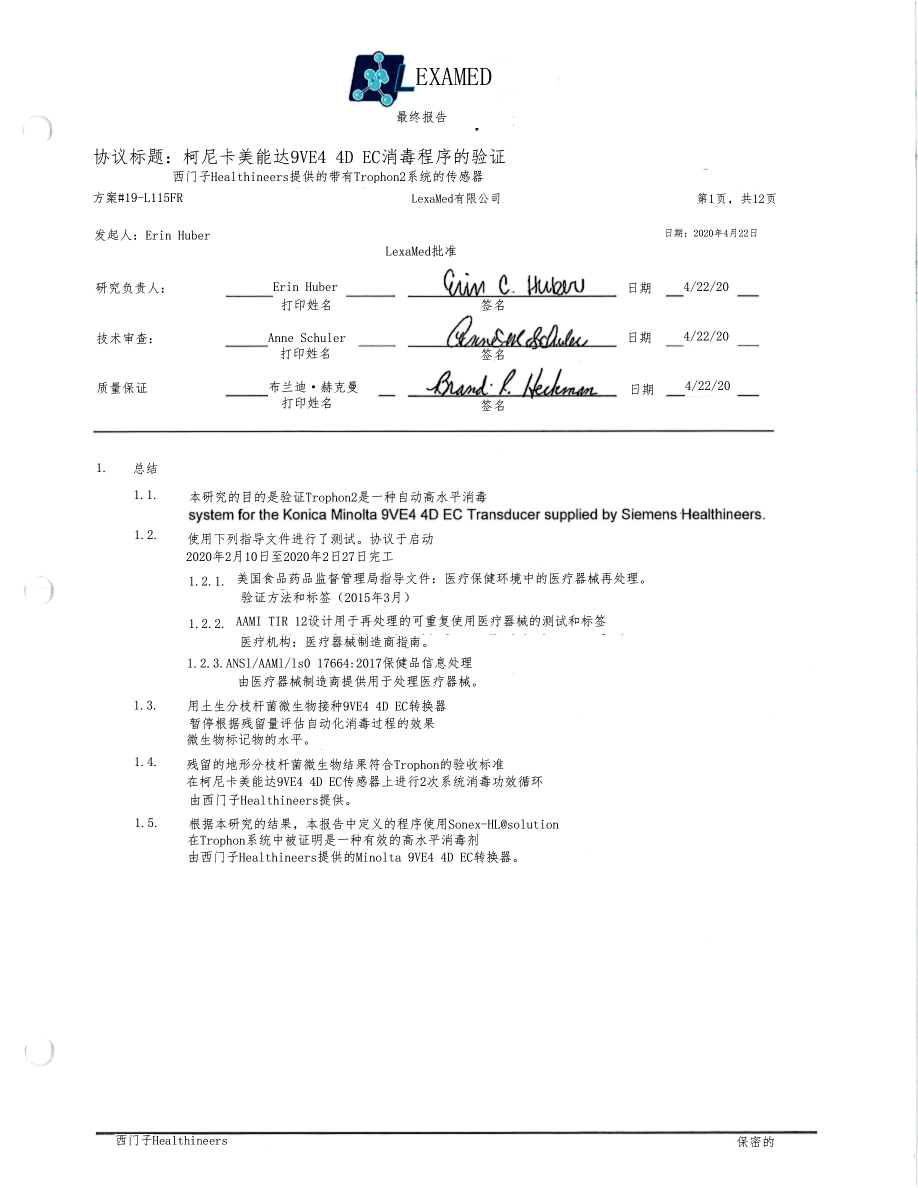 LEXAMED
最终报告
协议标题：柯尼卡美能达9VE4 4D EC消毒程序的验证
西门子Healthineers提供的带有Trophon2系统的传感器
方案#19-L115FR LexaMed有限公司 第1页，共12页
发起人：Erin Huber 日期：2020年4月22日
LexaMed批准
研究负责人： Erin Huber Erin C. Huber 日期 4/22/20
打印姓名 签名
技术审查： Anne Schuler Anne M Schuler 日期 4/22/20
打印姓名 签名
质量保证 布兰迪·赫克曼 Brandi R. Heckman 日期 4/22/20
打印姓名 签名
1. 总结
1.1. 本研究的目的是验证Trophon2是一种自动高水平消毒
system for the Konica Minolta 9VE4 4D EC Transducer supplied by Siemens Healthineers.
1.2. 使用下列指导文件进行了测试。协议于启动
2020年2月10日至2020年2日27日完工
1.2.1. 美国食品药品监督管理局指导文件：医疗保健环境中的医疗器械再处理。
验证方法和标签（2015年3月）
1.2.2. AAMI TIR 12设计用于再处理的可重复使用医疗器械的测试和标签
医疗机构：医疗器械制造商指南。
1.2.3.ANSl/AAMl/ls0 17664:2017保健品信息处理
由医疗器械制造商提供用于处理医疗器械。
1.3. 用土生分枝杆菌微生物接种9VE4 4D EC转换器
暂停根据残留量评估自动化消毒过程的效果
微生物标记物的水平。
1.4. 残留的地形分枝杆菌微生物结果符合Trophon的验收标准
在柯尼卡美能达9VE4 4D EC传感器上进行2次系统消毒功效循环
由西门子Healthineers提供。
1.5. 根据本研究的结果，本报告中定义的程序使用Sonex-HL@solution
在Trophon系统中被证明是一种有效的高水平消毒剂
由西门子Healthineers提供的Minolta 9VE4 4D EC转换器。
西门子Healthineers 保密的